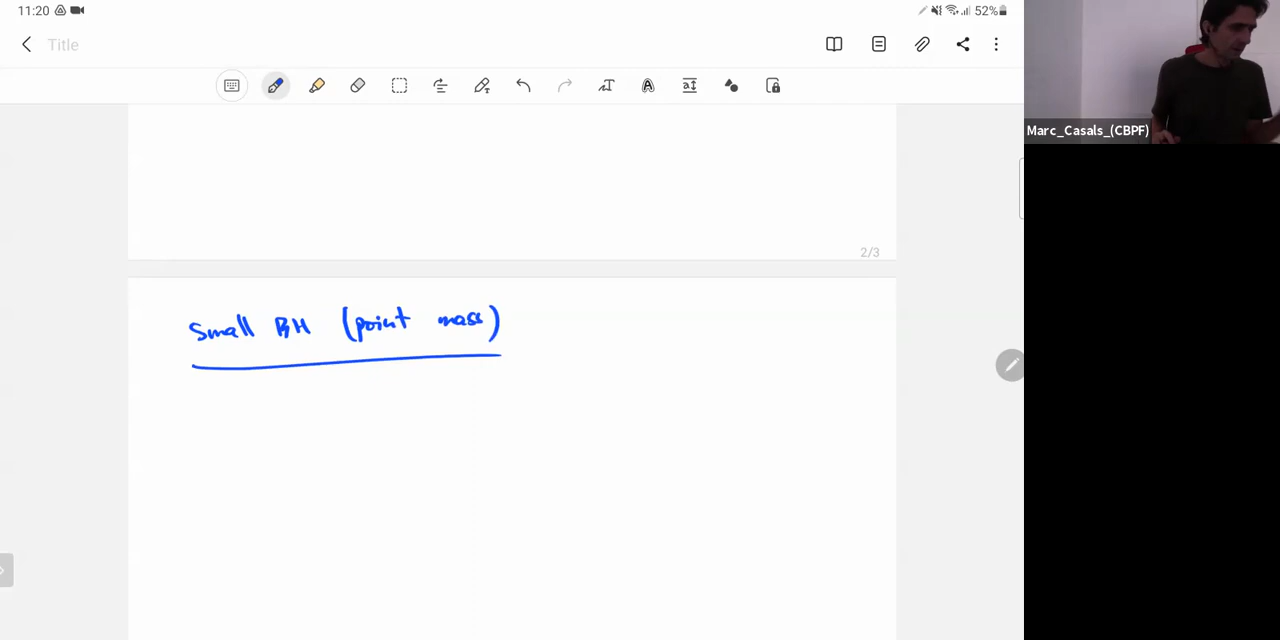 11:20
52%
Title
Marc_Casals_(CBPF)
2/3
Small BH (point mass)